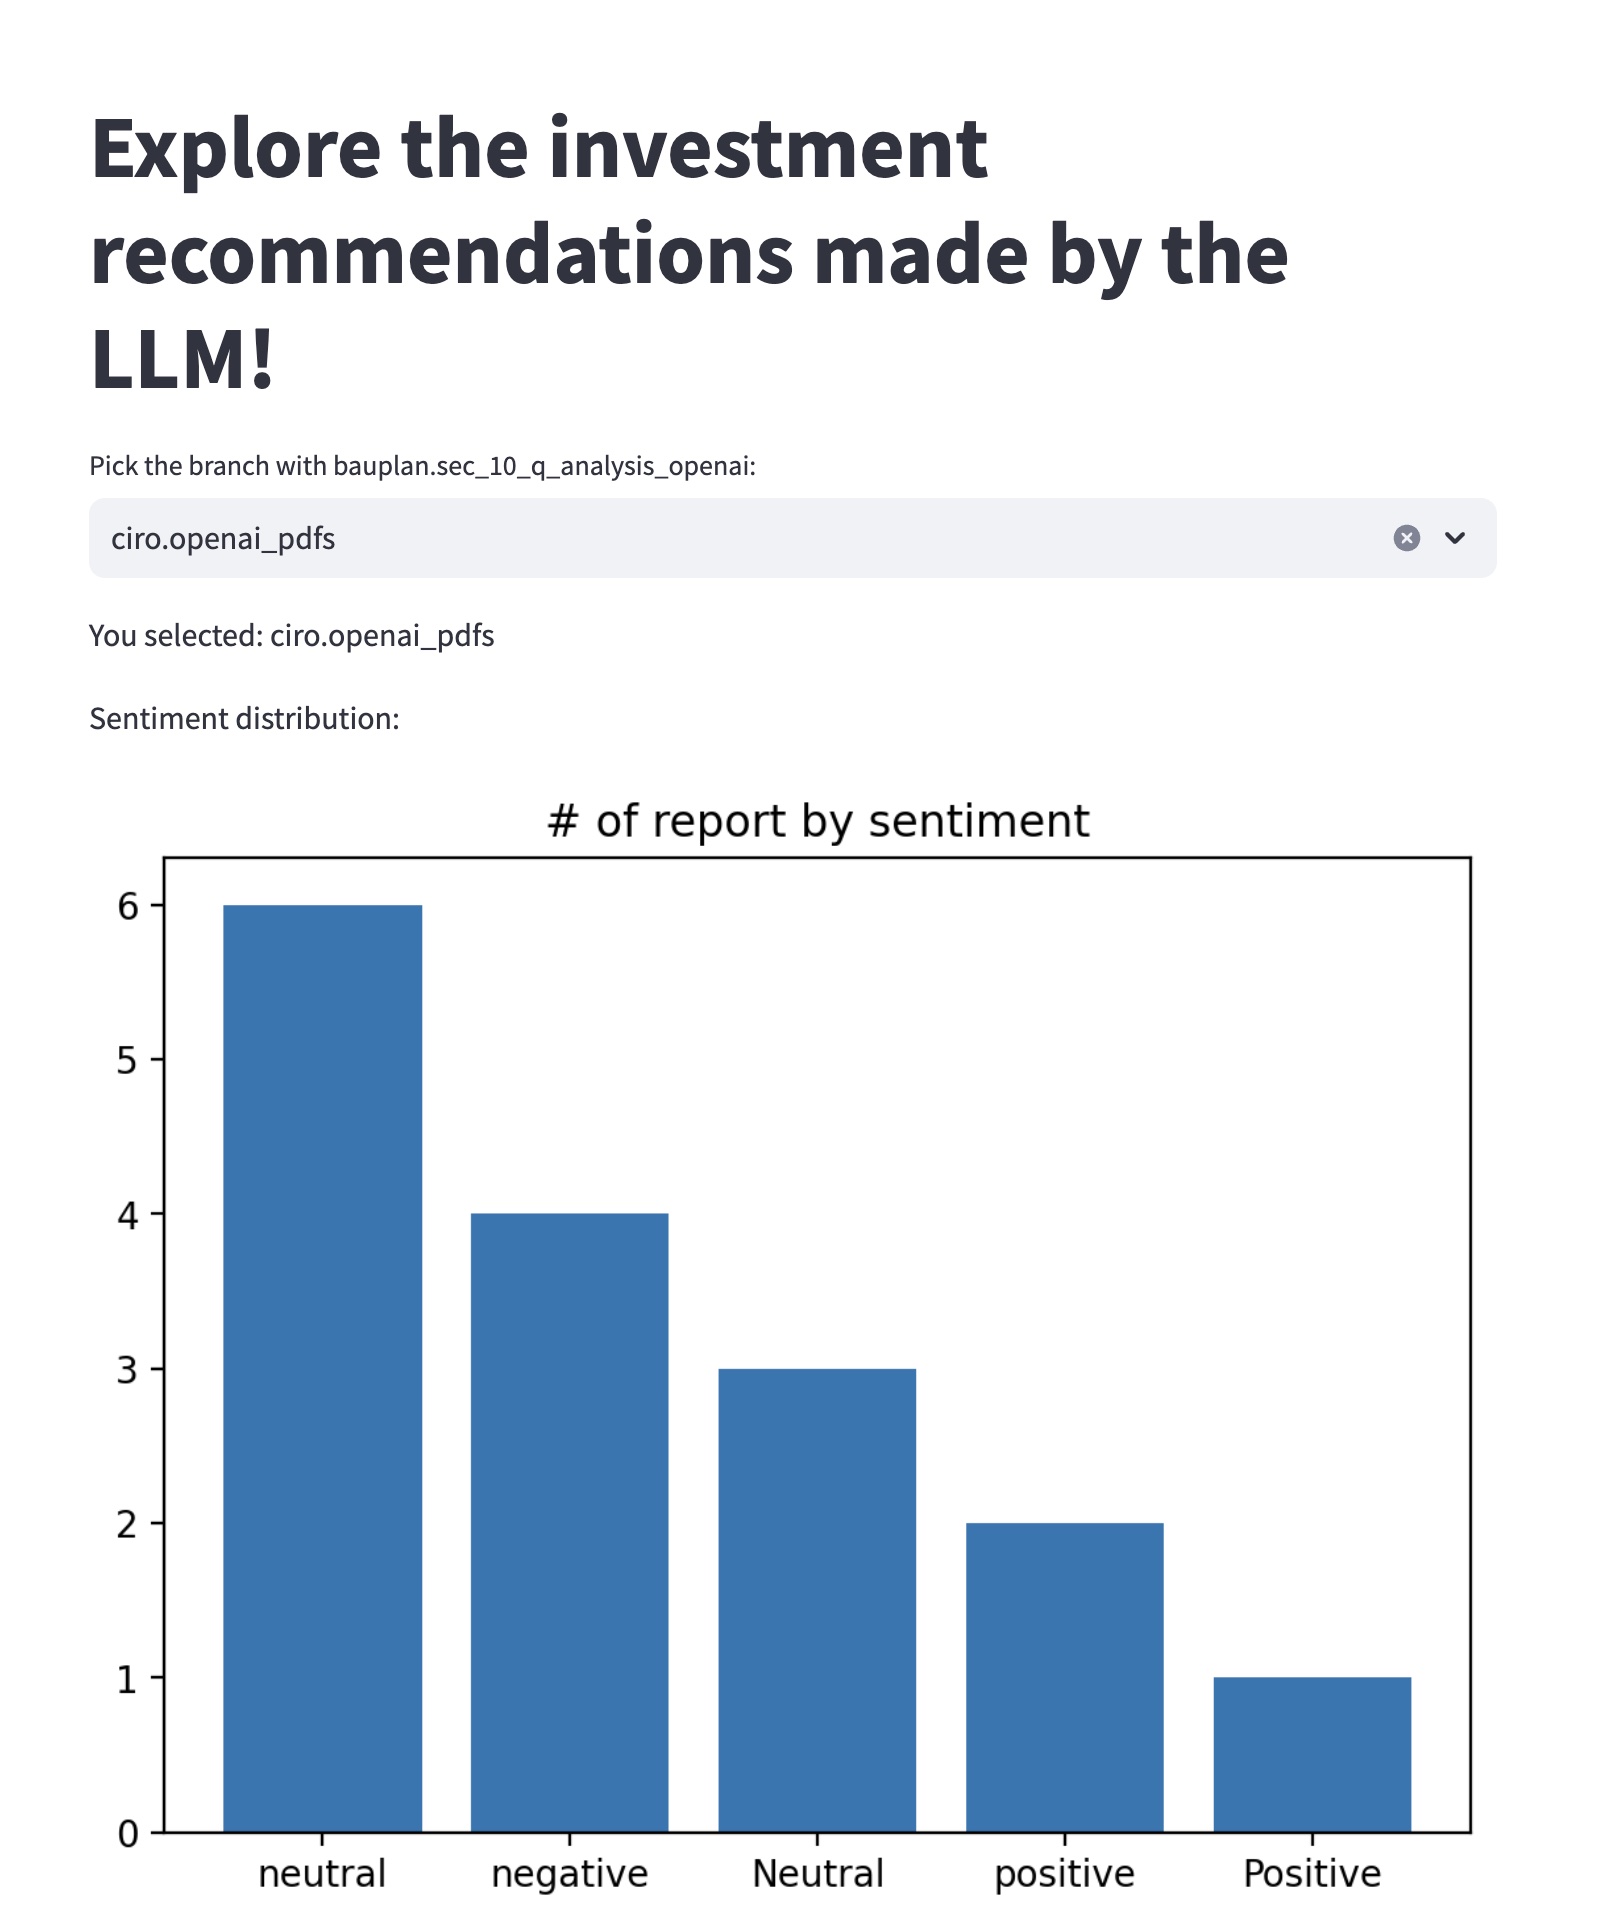 Explore the investment
recommendations made by the
LLM!
Pick the branch with bauplan.sec_10_q_analysis_openai:
ciro.openai_pdfs
You selected: ciro.openai_pdfs
Sentiment distribution:
# of report by sentiment
6
5
4
3
2
1
0
neutral negative Neutral positive Positive